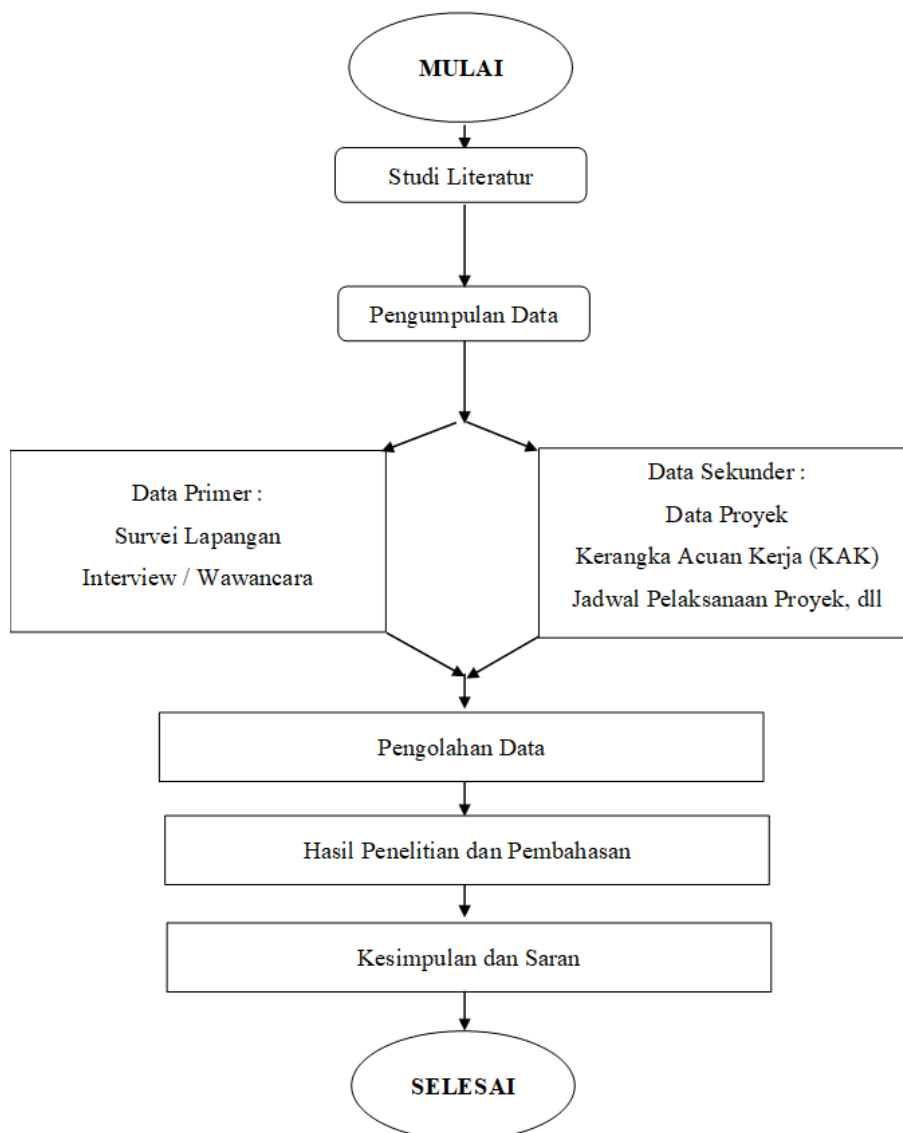 MULAI
Studi Literatur
Pengumpulan Data
Data Primer :
Survei Lapangan
Interview / Wawancara
Data Sekunder :
Data Proyek
Kerangka Acuan Kerja (KAK)
Jadwal Pelaksanaan Proyek, dll
Pengolahan Data
Hasil Penelitian dan Pembahasan
Kesimpulan dan Saran
SELESAI